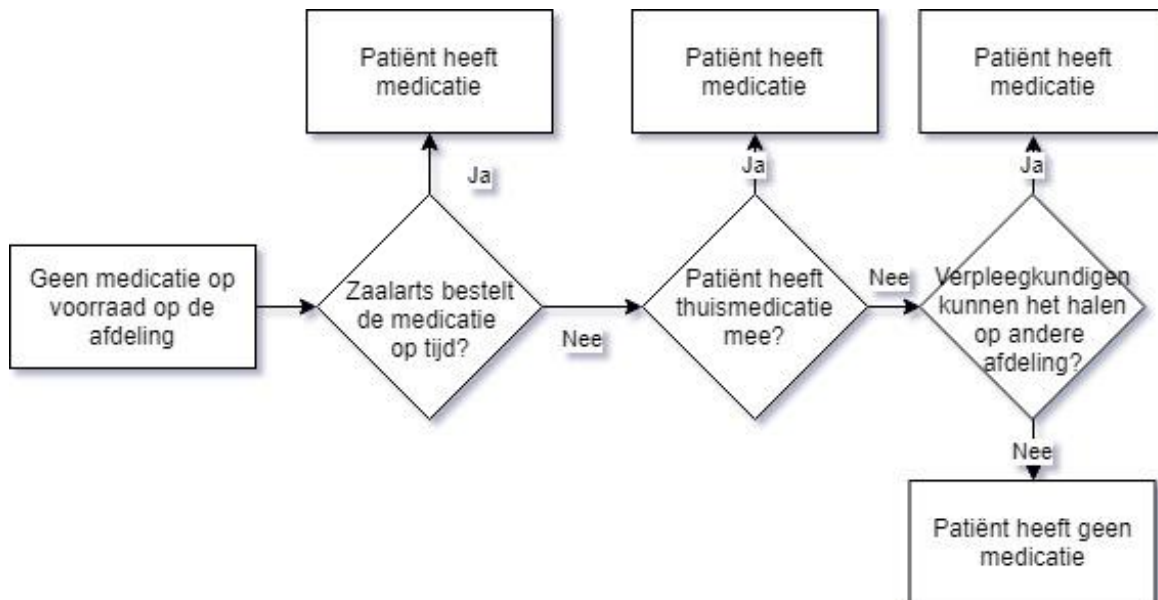 Patiënt heeft
medicatie
Patiënt heeft
medicatie
Patiënt heeft
medicatie
Ja
Ja
Ja
Geen medicatie op
voorraad op de
afdeling
Zaalarts bestelt
de medicatie
op tijd?
Nee
Patiënt heeft
thuismedicatie
mee?
Nee
Verpleegkundigen
kunnen het halen
op andere
afdeling?
Nee
Patiënt heeft geen
medicatie